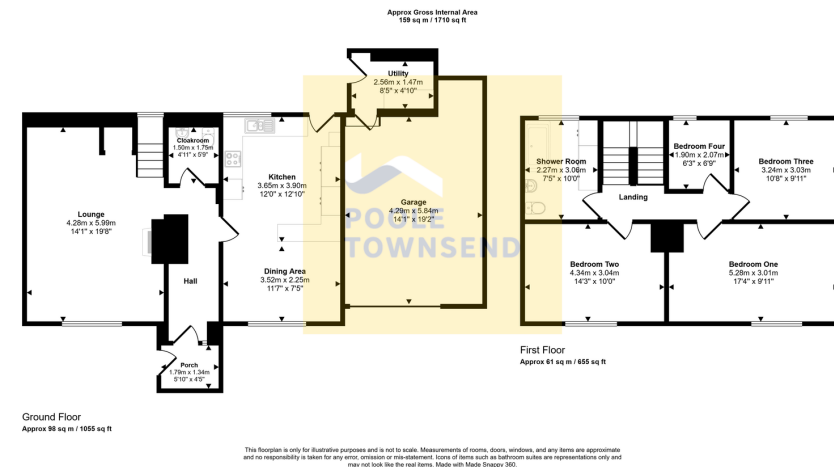 Approx Gross Internal Area
159 sq m / 1710 sq ft
Utility
2.56m x 1.47m
8'5" x 4'10"
Cloakroom
1.50m x 1.75m
4'11" x 5'9"
Kitchen
3.65m x 3.90m
12'0" x 12'10"
Lounge
4.28m x 5.99m
14'1" x 19'8"
Garage
4.29m x 5.84m
14'1" x 19'2"
POOLE
TOWNSEND
Dining Area
3.52m x 2.25m
11'7" x 7'5"
Hall
Porch
1.79m x 1.34m
5'10" x 4'5"
Ground Floor
Approx 98 sq m / 1055 sq ft
Shower Room
2.27m x 3.06m
7'5" x 10'0"
Landing
Bedroom Four
1.90m x 2.07m
6'3" x 6'9"
Bedroom Three
3.24m x 3.03m
10'8" x 9'11"
Bedroom Two
4.34m x 3.04m
14'3" x 10'0"
Bedroom One
5.28m x 3.01m
17'4" x 9'11"
First Floor
Approx 61 sq m / 655 sq ft
This floorplan is only for illustrative purposes and is not to scale. Measurements of rooms, doors, windows, and any items are approximate
and no responsibility is taken for any error, omission or mis-statement. Icons of items such as bathroom suites are representations only and
may not look like the real items. Made with Made Snappy 360.